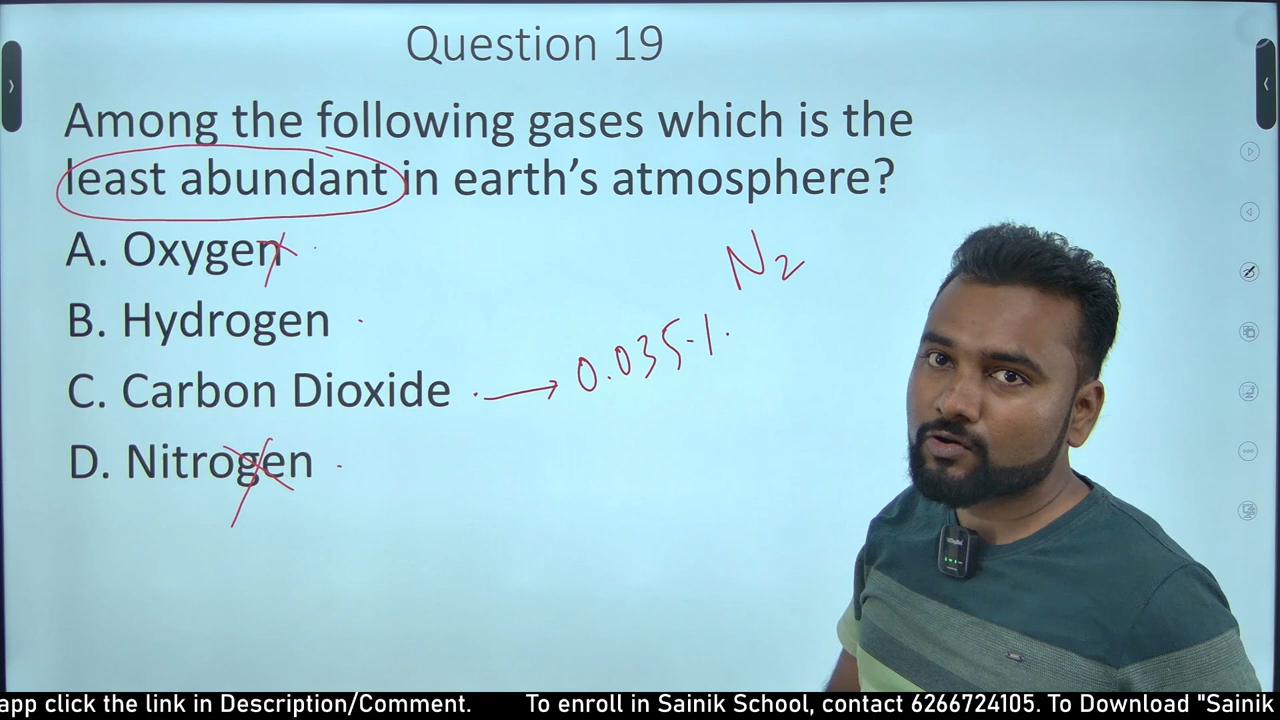 Question 19
Among the following gases which is the
least abundant in earth's atmosphere?
A. Oxygen
B. Hydrogen
C. Carbon Dioxide
D. Nitrogen
N2
0.035%
app click the link in Description/Comment. To enroll in Sainik School, contact 6266724105. To Download "Sainik